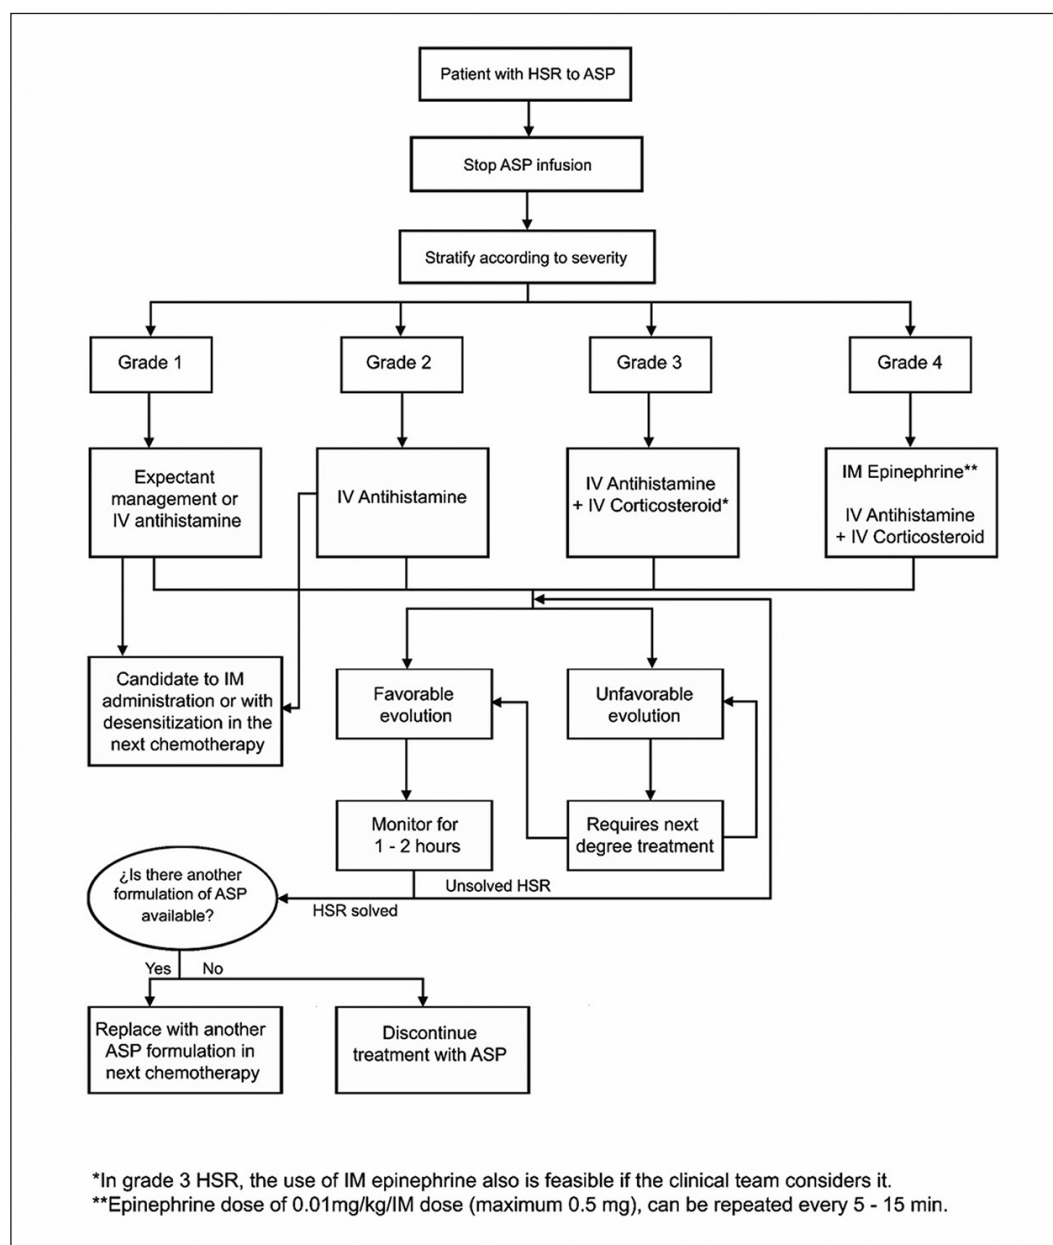 Patient with HSR to ASP
Stop ASP infusion
Stratify according to severity
Grade 1
Grade 2
Grade 3
Grade 4
Expectant
management or
IV antihistamine
IV Antihistamine
IV Antihistamine
+ IV Corticosteroid*
IM Epinephrine**
IV Antihistamine
+ IV Corticosteroid
Candidate to IM
administration or with
desensitization in the
next chemotherapy
Favorable
evolution
Unfavorable
evolution
Monitor for
1 - 2 hours
Requires next
degree treatment
¿Is there another
formulation of ASP
available?
Unsolved HSR
HSR solved
Yes
No
Replace with another
ASP formulation in
next chemotherapy
Discontinue
treatment with ASP
*In grade 3 HSR, the use of IM epinephrine also is feasible if the clinical team considers it.
**Epinephrine dose of 0.01mg/kg/IM dose (maximum 0.5 mg), can be repeated every 5 - 15 min.